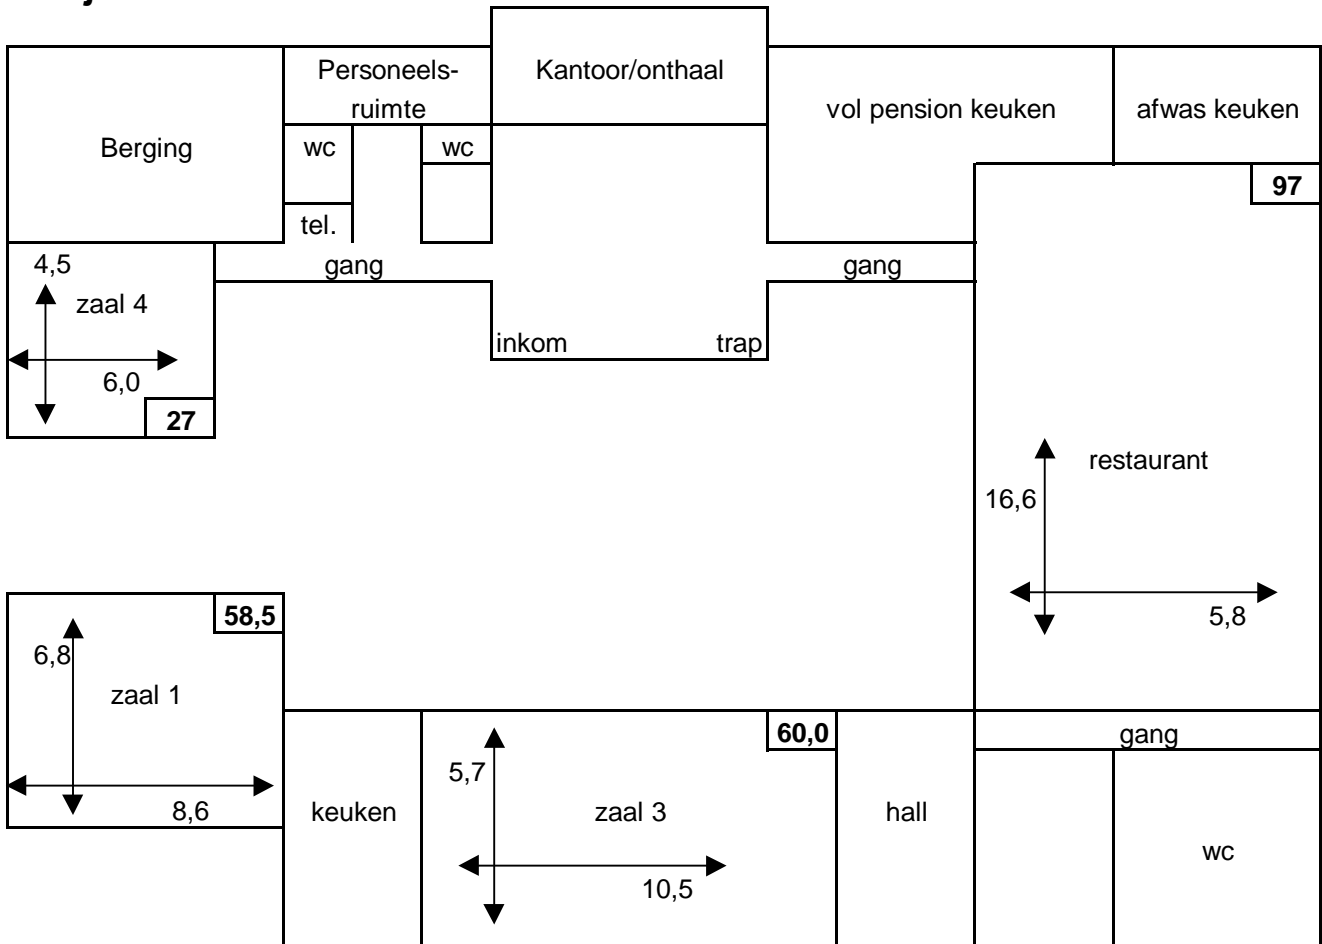 Personeels-
ruimte
Kantoor/onthaal
vol pension keuken
afwas keuken
Berging
wc
wc
97
tel.
4,5
gang
gang
zaal 4
inkom
trap
6,0
27
restaurant
16,6
58,5
5,8
6,8
zaal 1
60,0
gang
5,7
8,6
keuken
zaal 3
hall
wc
10,5